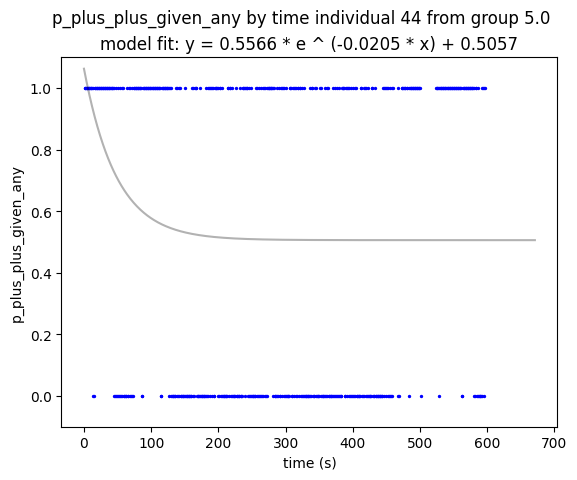 p_plus_plus_given_any by time individual 44 from group 5.0
model fit: y = 0.5566 * e ^ (-0.0205 * x) + 0.5057
1.0
0.8
0.6
0.4
0.2
0.0
p_plus_plus_given_any
0 100 200 300 400 500 600 700
time (s)